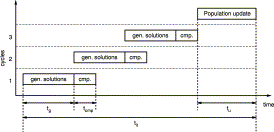 Population update
3
gen. solutions cmp.
2
gen. solutions cmp.
cycles
1
gen. solutions cmp.
time
tg tcmp tu
tt